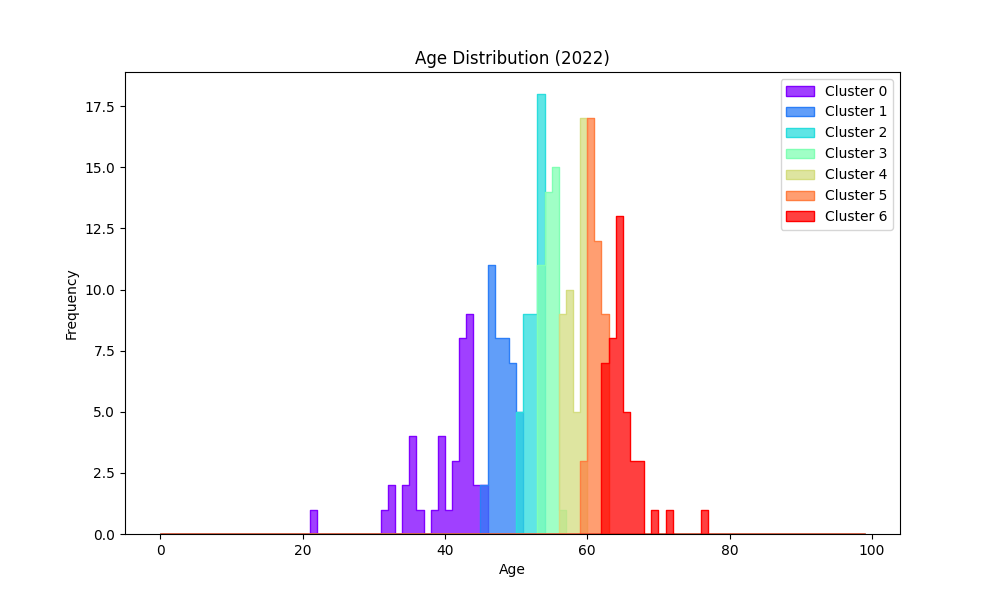 Age Distribution (2022)
Cluster 0
Cluster 1
Cluster 2
Cluster 3
Cluster 4
Cluster 5
Cluster 6
Frequency
17.5
15.0
12.5
10.0
7.5
5.0
2.5
0.0
0 20 40 60 80 100
Age